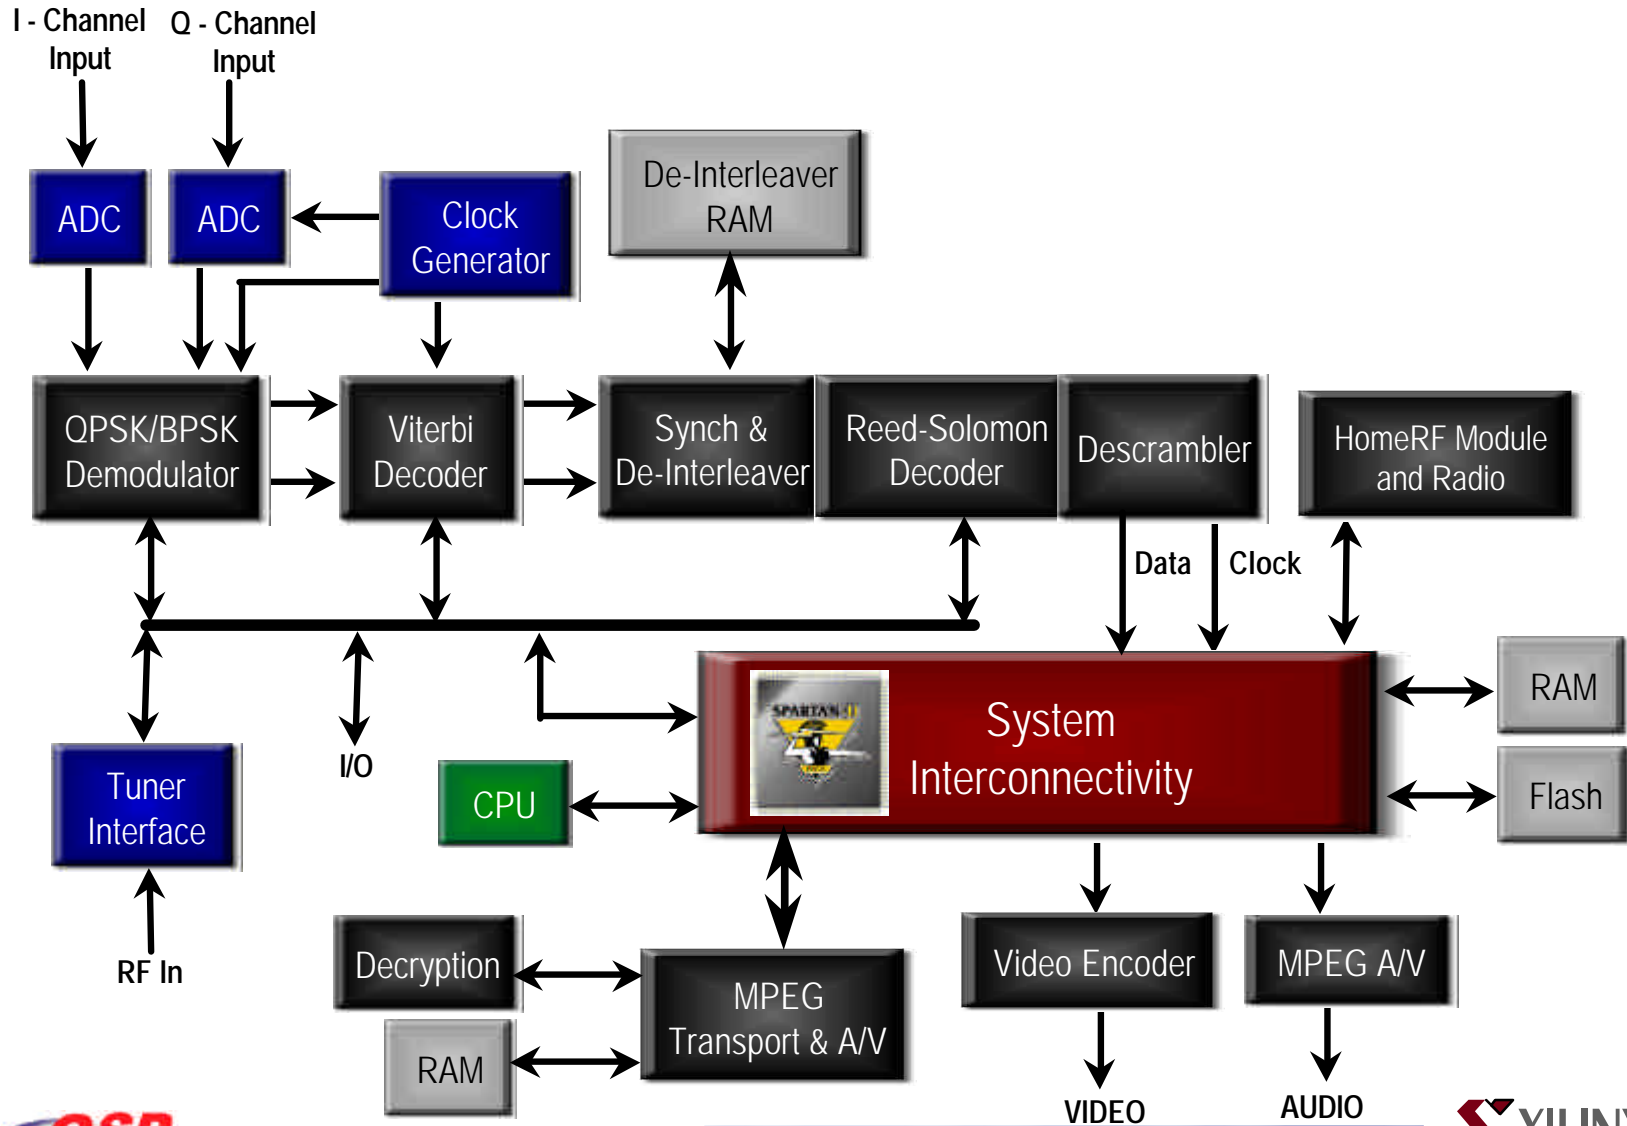 I - Channel
Input
Q - Channel
Input
ADC
ADC
Clock
Generator
De-Interleaver
RAM
QPSK/BPSK
Demodulator
Viterbi
Decoder
Synch &
De-Interleaver
Reed-Solomon
Decoder
Descrambler
HomeRF Module
and Radio
Data
Clock
I/O
SPARTAN-II
System
Interconnectivity
RAM
Flash
Tuner
Interface
CPU
RF In
Decryption
RAM
MPEG
Transport & A/V
Video Encoder
MPEG A/V
VIDEO
AUDIO